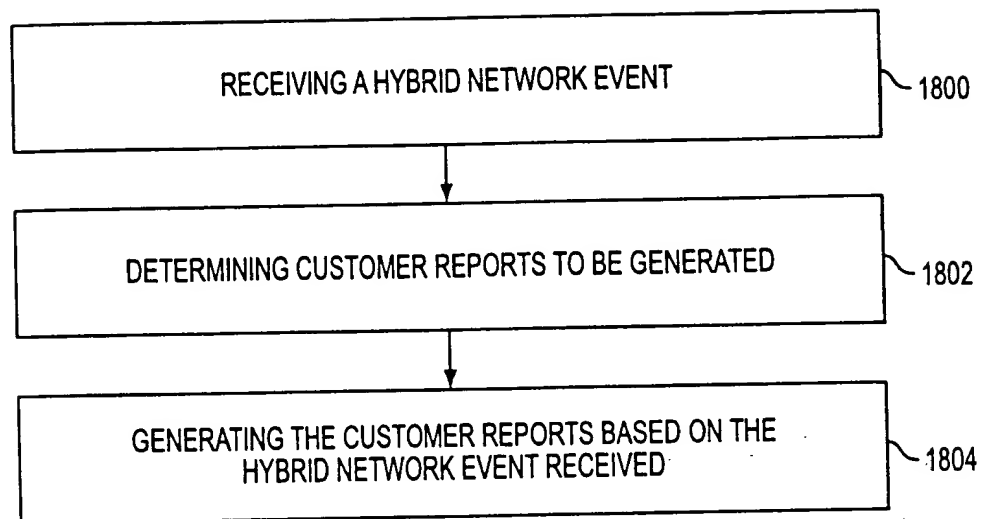 RECEIVING A HYBRID NETWORK EVENT
1800
DETERMINING CUSTOMER REPORTS TO BE GENERATED
1802
GENERATING THE CUSTOMER REPORTS BASED ON THE
HYBRID NETWORK EVENT RECEIVED
1804